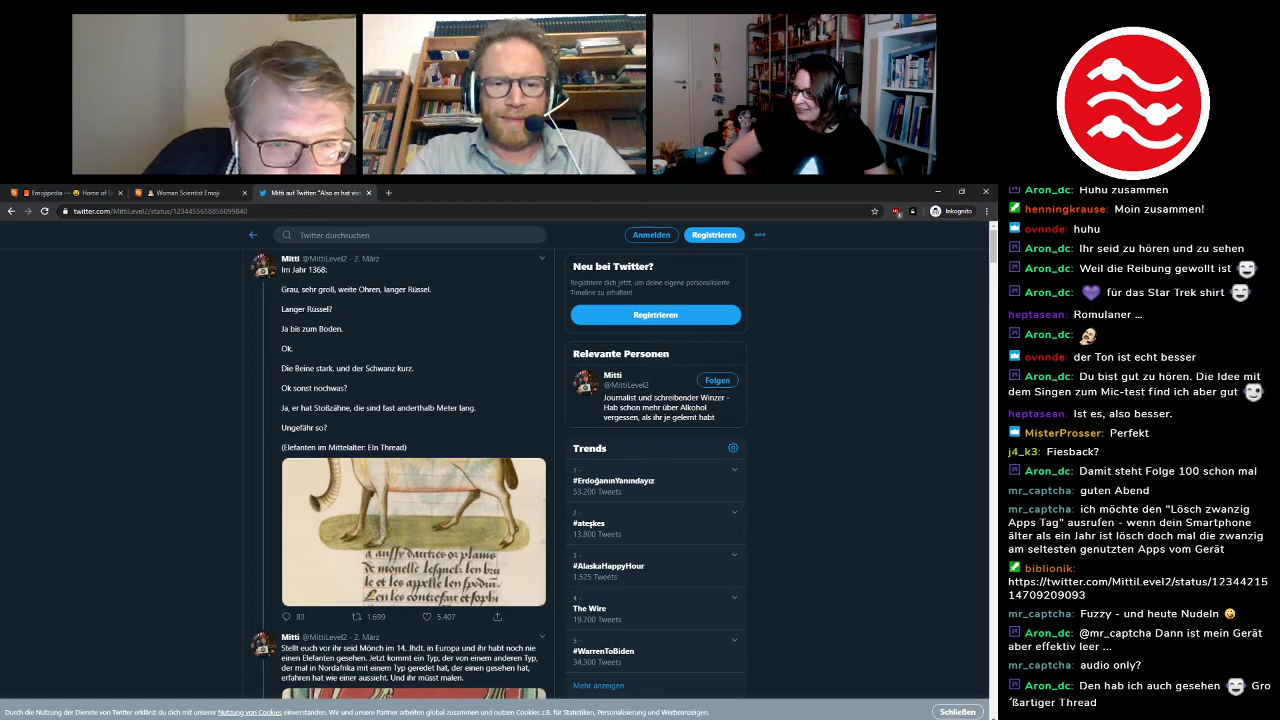 Emojipedia — 😃 Home of E
Woman Scientist Emoji
Mitti auf Twitter: "Also er hat vie
twitter.com/MittiLevel2/status/1234455658856099840
Inkognito
Twitter durchsuchen
Anmelden
Registrieren
Mitti @MittiLevel2 · 2. März
Im Jahr 1368:
Grau, sehr groß, weite Ohren, langer Rüssel.
Langer Rüssel?
Ja bis zum Boden.
Ok.
Die Beine stark. und der Schwanz kurz.
Ok sonst nochwas?
Ja, er hat Stoßzähne, die sind fast anderthalb Meter lang.
Ungefähr so?
(Elefanten im Mittelalter: EIn Thread)
83
1.699
5.407
Mitti @MittiLevel2 · 2. März
Stellt euch vor ihr seid Mönch im 14. Jhdt. in Europa und ihr habt noch nie
einen Elefanten gesehen. Jetzt kommt ein Typ, der von einem anderen Typ,
der mal in Nordafrika mit einem Typ geredet hat, der einen gesehen hat,
erfahren hat wie einer aussieht. Und ihr müsst malen.
Neu bei Twitter?
Registriere dich jetzt, um deine eigene personalisierte
Timeline zu erhalten!
Registrieren
Relevante Personen
Mitti
@MittiLevel2
Folgen
Journalist und schreibender Winzer -
Hab schon mehr über Alkohol
vergessen, als ihr je gelernt habt
Trends
1 ·
#ErdoğanınYanındayız
53.200 Tweets
2 ·
#ateşkes
13.800 Tweets
3 ·
#AlaskaHappyHour
1.525 Tweets
4 ·
The Wire
19.700 Tweets
5 ·
#WarrenToBiden
34.300 Tweets
Mehr anzeigen
Durch die Nutzung der Dienste von Twitter erklärst du dich mit unserer Nutzung von Cookies einverstanden. Wir und unsere Partner arbeiten global zusammen und nutzen Cookies z.B. für Statistiken, Personalisierung und Werbeanzeigen.
Schließen
Aron_dc: Huhu zusammen
henningkrause: Moin zusammen!
ovnnde: huhu
Aron_dc: Ihr seid zu hören und zu sehen
Aron_dc: Weil die Reibung gewollt ist
Aron_dc: 💜 für das Star Trek shirt
heptasean: Romulaner ...
Aron_dc:
ovnnde: der Ton ist echt besser
Aron_dc: Du bist gut zu hören. Die Idee mit
dem Singen zum Mic-test find ich aber gut
heptasean: Ist es, also besser.
MisterProsser: Perfekt
j4_k3: Fiesback?
Aron_dc: Damit steht Folge 100 schon mal
mr_captcha: guten Abend
mr_captcha: ich möchte den "Lösch zwanzig
Apps Tag" ausrufen - wenn dein Smartphone
älter als ein Jahr ist lösch doch mal die zwanzig
am seltesten genutzten Apps vom Gerät
biblionik:
https://twitter.com/MittiLevel2/status/12344215
14709209093
mr_captcha: Fuzzy - und heute Nudeln 🤪
Aron_dc: @mr_captcha Dann ist mein Gerät
aber effektiv leer ...
mr_captcha: audio only?
Aron_dc: Den hab ich auch gesehen Gro
ßartiger Thread